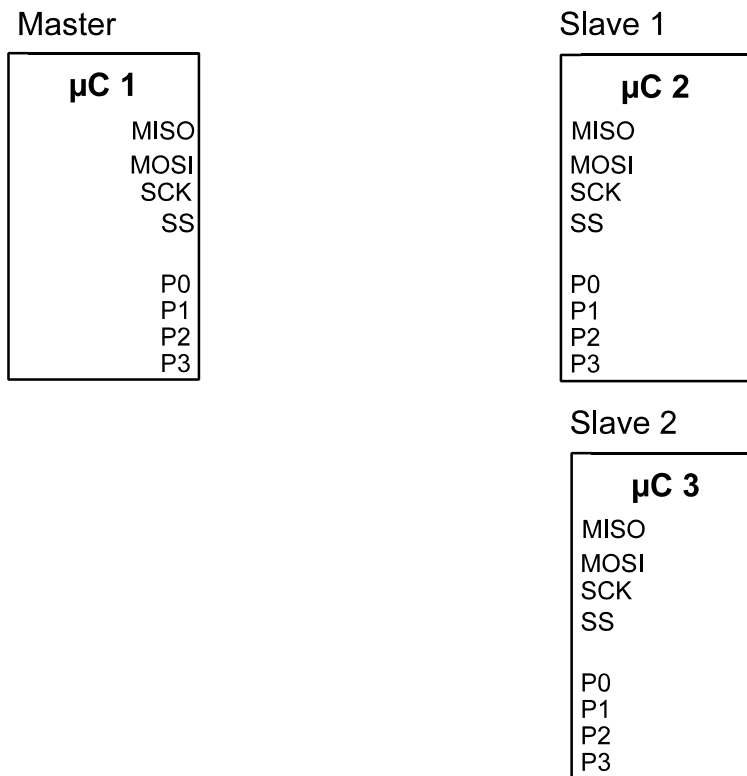 Master
µC 1
MISO
MOSI
SCK
SS
P0
P1
P2
P3
Slave 1
µC 2
MISO
MOSI
SCK
SS
P0
P1
P2
P3
Slave 2
µC 3
MISO
MOSI
SCK
SS
P0
P1
P2
P3